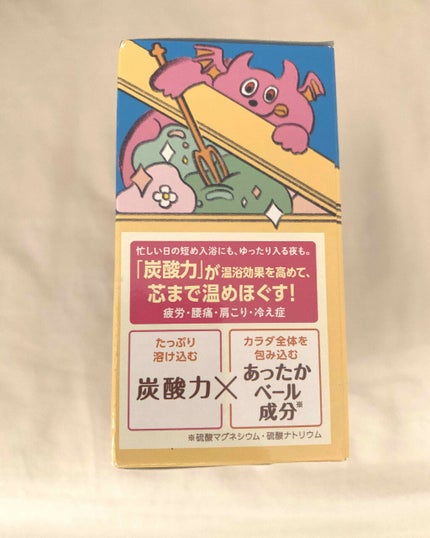 忙しい日の短め入浴にも、ゆったり入る夜も。
「炭酸力」が温浴効果を高めて、
芯まで温めほぐす!
疲労・腰痛・肩こり・冷え症
たっぷり
溶け込む
炭酸力
×
カラダ全体を
包み込む
あったか
ベール
成分※
※硫酸マグネシウム・硫酸ナトリウム